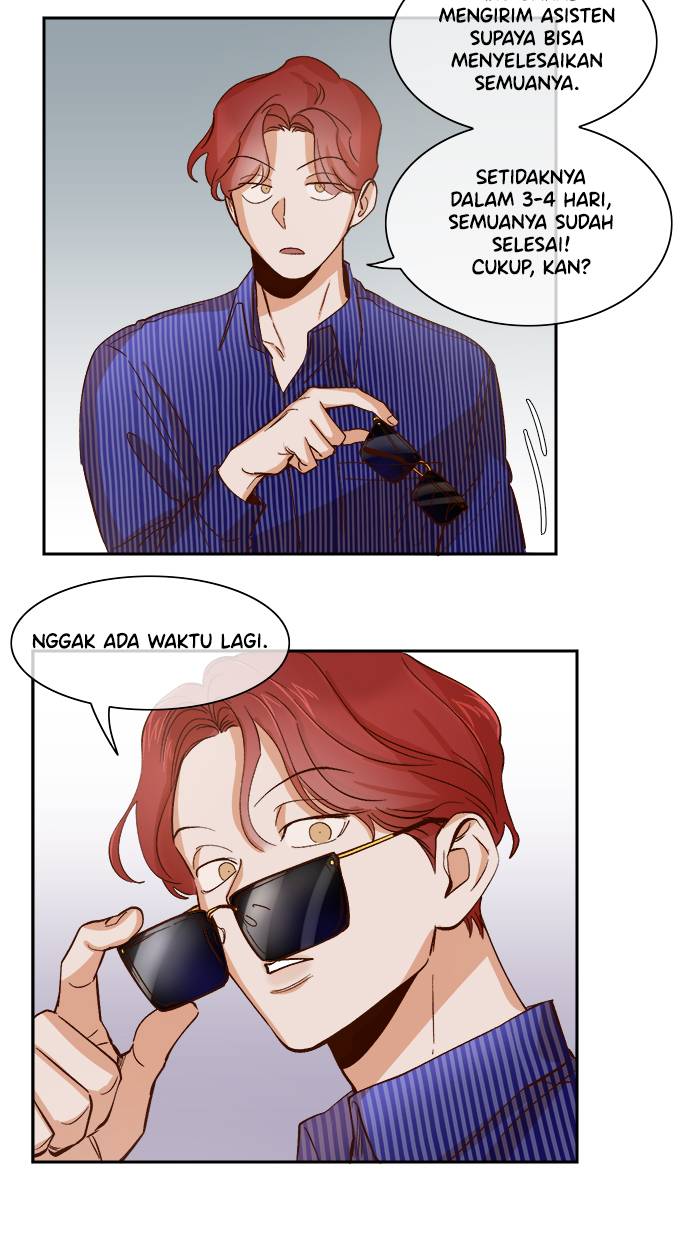 MENGIRIM ASISTEN
SUPAYA BISA
MENYELESAIKAN
SEMUANYA.
SETIDAKNYA
DALAM 3-4 HARI,
SEMUANYA SUDAH
SELESAI!
CUKUP, KAN?
NGGAK ADA WAKTU LAGI.